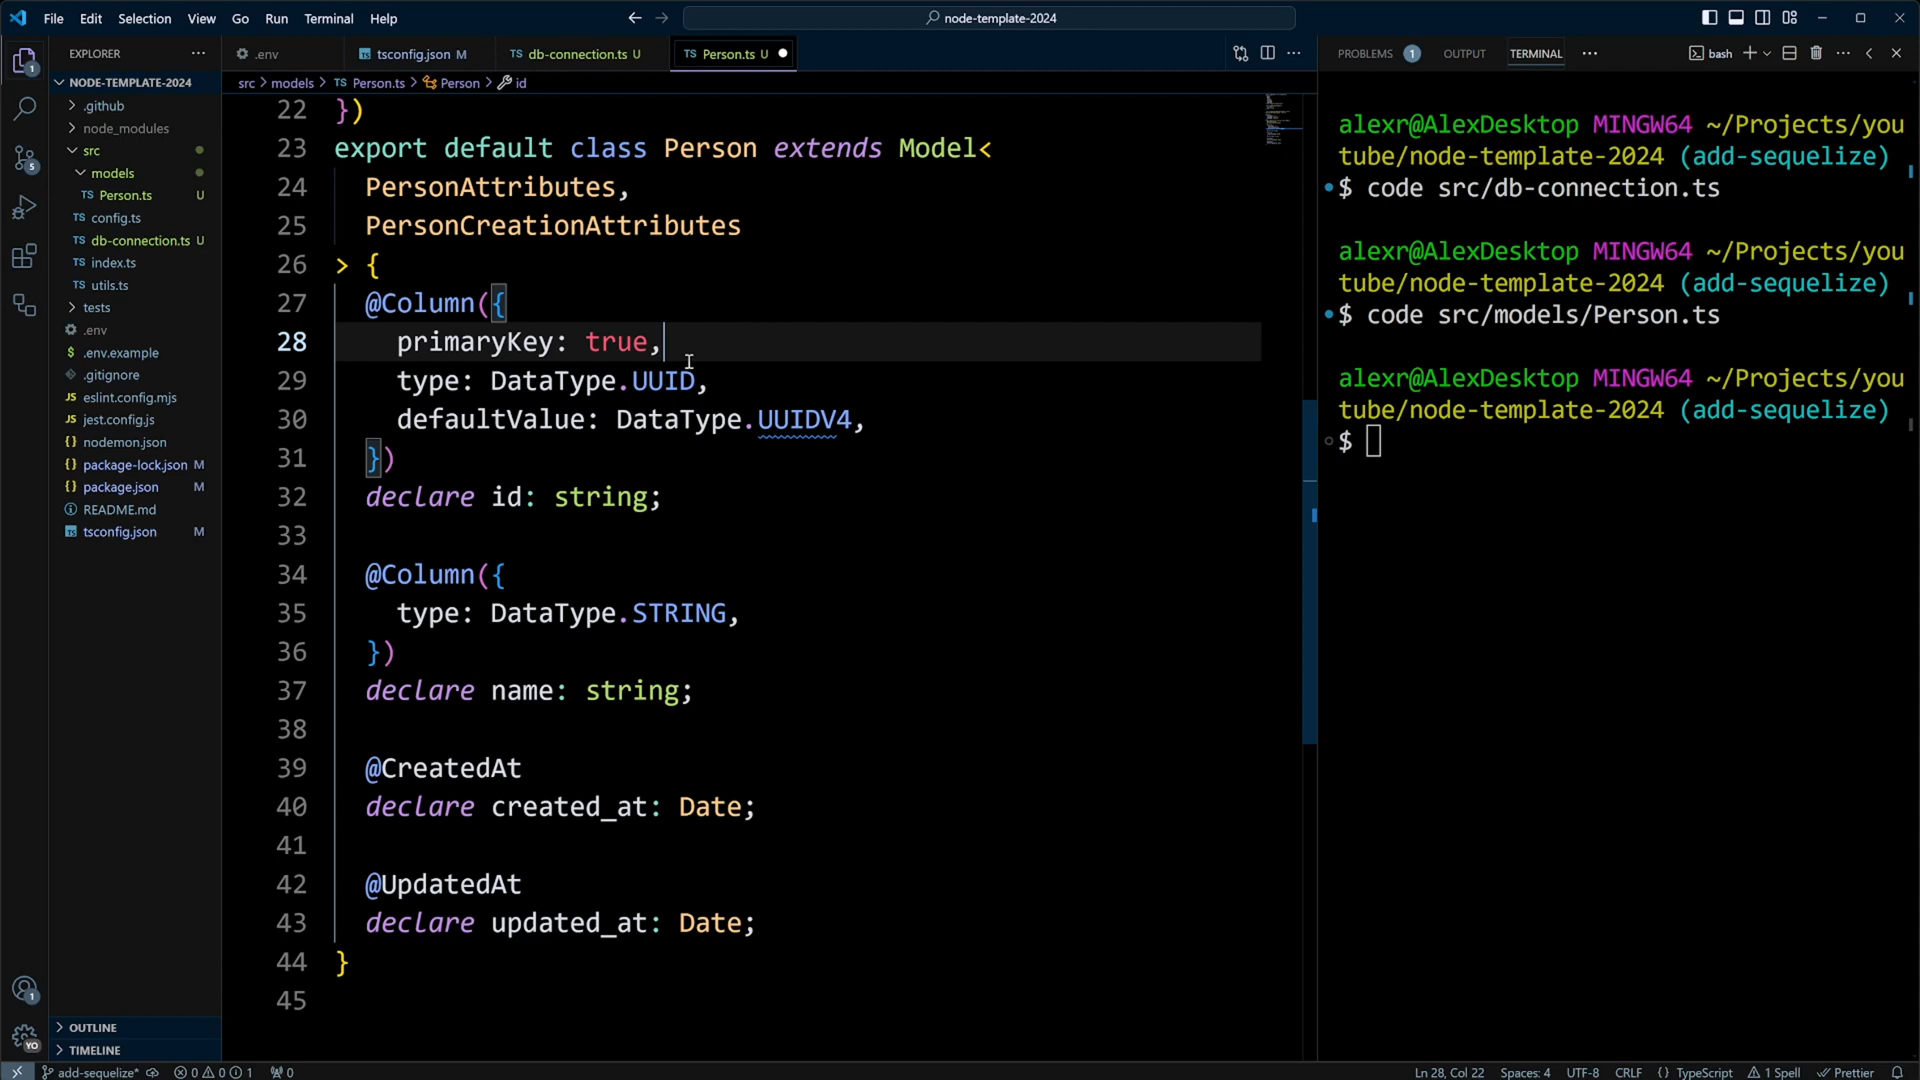 File Edit Selection View Go Run Terminal Help
node-template-2024
EXPLORER
.env
tsconfig.json M
db-connection.ts U
Person.ts U
PROBLEMS 1 OUTPUT TERMINAL
bash
NODE-TEMPLATE-2024
.github
node_modules
src
models
Person.ts U
config.ts
db-connection.ts U
index.ts
utils.ts
tests
.env
.env.example
.gitignore
eslint.config.mjs
jest.config.js
nodemon.json
package-lock.json M
package.json M
README.md
tsconfig.json M
OUTLINE
TIMELINE
src > models > TS Person.ts > Person > id
22 })
23 export default class Person extends Model<
24 PersonAttributes,
25 PersonCreationAttributes
26 > {
27 @Column({
28 primaryKey: true,
29 type: DataType.UUID,
30 defaultValue: DataType.UUIDV4,
31 })
32 declare id: string;
33
34 @Column({
35 type: DataType.STRING,
36 })
37 declare name: string;
38
39 @CreatedAt
40 declare created_at: Date;
41
42 @UpdatedAt
43 declare updated_at: Date;
44 }
45
alexr@AlexDesktop MINGW64 ~/Projects/you
tube/node-template-2024 (add-sequelize)
$ code src/db-connection.ts
alexr@AlexDesktop MINGW64 ~/Projects/you
tube/node-template-2024 (add-sequelize)
$ code src/models/Person.ts
alexr@AlexDesktop MINGW64 ~/Projects/you
tube/node-template-2024 (add-sequelize)
$
add-sequelize* 0 0 1 0
Ln 28, Col 22 Spaces: 4 UTF-8 CRLF {} TypeScript 1 Spell Prettier